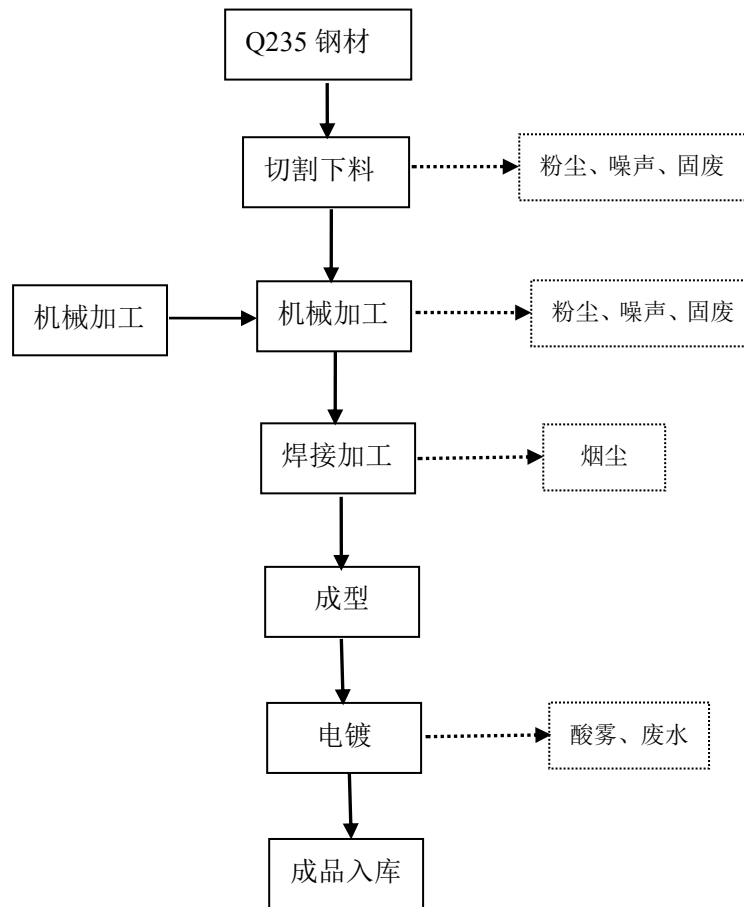 Q235 钢材
切割下料
粉尘、噪声、固废
机械加工
机械加工
粉尘、噪声、固废
焊接加工
烟尘
成型
电镀
酸雾、废水
成品入库